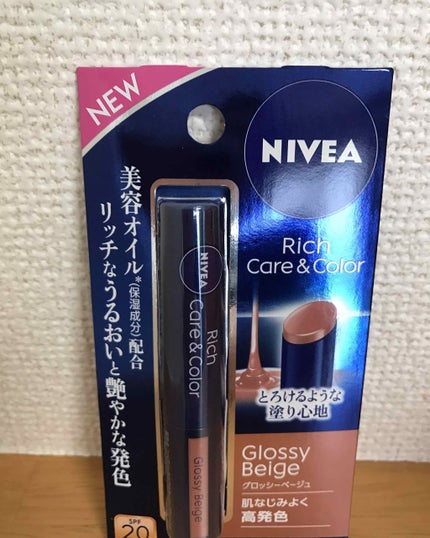 NEW
NIVEA
Rich
Care & Color
美容オイル*(保湿成分)配合
リッチなうるおいと艶やかな発色
NIVEA
Rich
Care & Color
Glossy Beige
とろけるような
塗り心地
Glossy
Beige
グロッシーベージュ
肌なじみよく
高発色
SPF
20